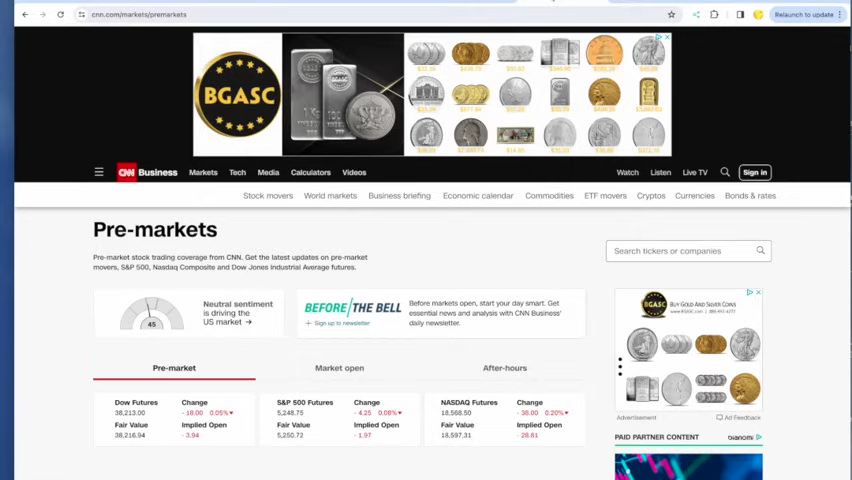 cnn.com/markets/premarkets
Relaunch to update
BGASC
CNN Business
Markets
Tech
Media
Calculators
Videos
Watch
Listen
Live TV
Sign in
Stock movers
World markets
Business briefing
Economic calendar
Commodities
ETF movers
Cryptos
Currencies
Bonds & rates
Pre-markets
Search tickers or companies
Pre-market stock trading coverage from CNN. Get the latest updates on pre-market
movers, S&P 500, Nasdaq Composite and Dow Jones Industrial Average futures.
45
Neutral sentiment
is driving the
US market →
BEFORE/THE BELL
+ Sign up to newsletter
Before markets open, start your day smart. Get
essential news and analysis with CNN Business'
daily newsletter.
BGASC
BUY GOLD AND SILVER COINS
Advertisement
Ad Feedback
Pre-market
Market open
After-hours
Dow Futures Change
38,213.00 - 18.00 0.05%
Fair Value Implied Open
38,216.94 - 3.94
S&P 500 Futures Change
5,248.75 - 4.25 0.08%
Fair Value Implied Open
5,250.72 - 1.97
NASDAQ Futures Change
18,568.50 - 38.00 0.20%
Fair Value Implied Open
18,597.31 - 28.81
PAID PARTNER CONTENT